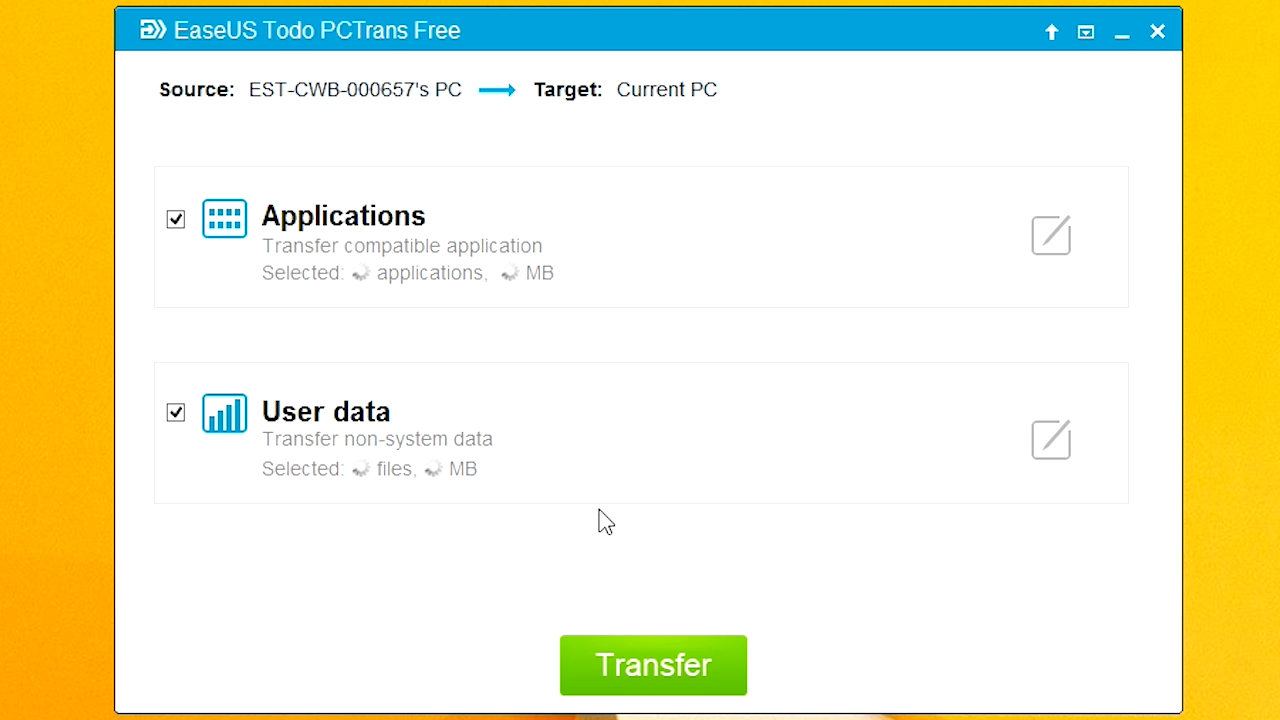 EaseUS Todo PCTrans Free
Source: EST-CWB-000657's PC Target: Current PC
Applications
Transfer compatible application
Selected: applications, MB
User data
Transfer non-system data
Selected: files, MB
Transfer